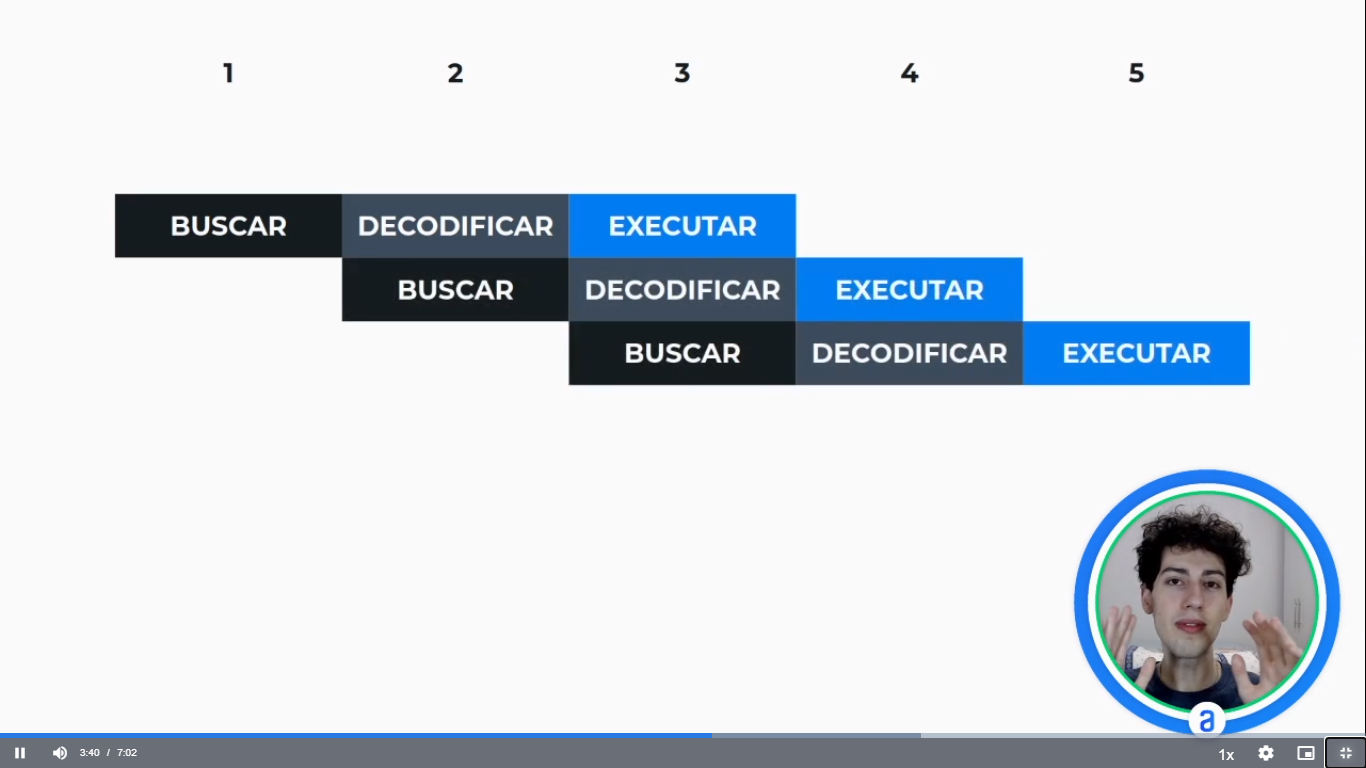 1 2 3 4 5
BUSCAR DECODIFICAR EXECUTAR
BUSCAR DECODIFICAR EXECUTAR
BUSCAR DECODIFICAR EXECUTAR
a
3:40 / 7:02 1x